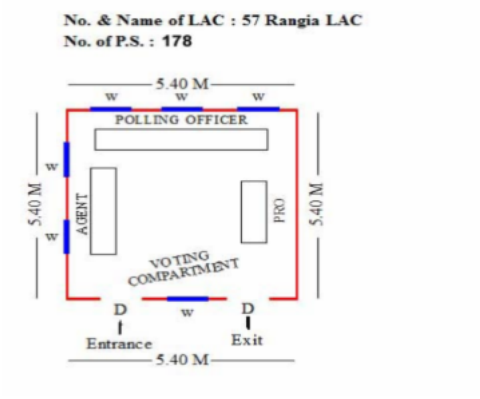 No. & Name of LAC : 57 Rangia LAC
No. of P.S. : 178
5.40 M
W W W
POLLING OFFICER
W
W
5.40 M
AGENT
PRO
5.40 M
VOTING
COMPARTMENT
D W D
Entrance Exit
5.40 M